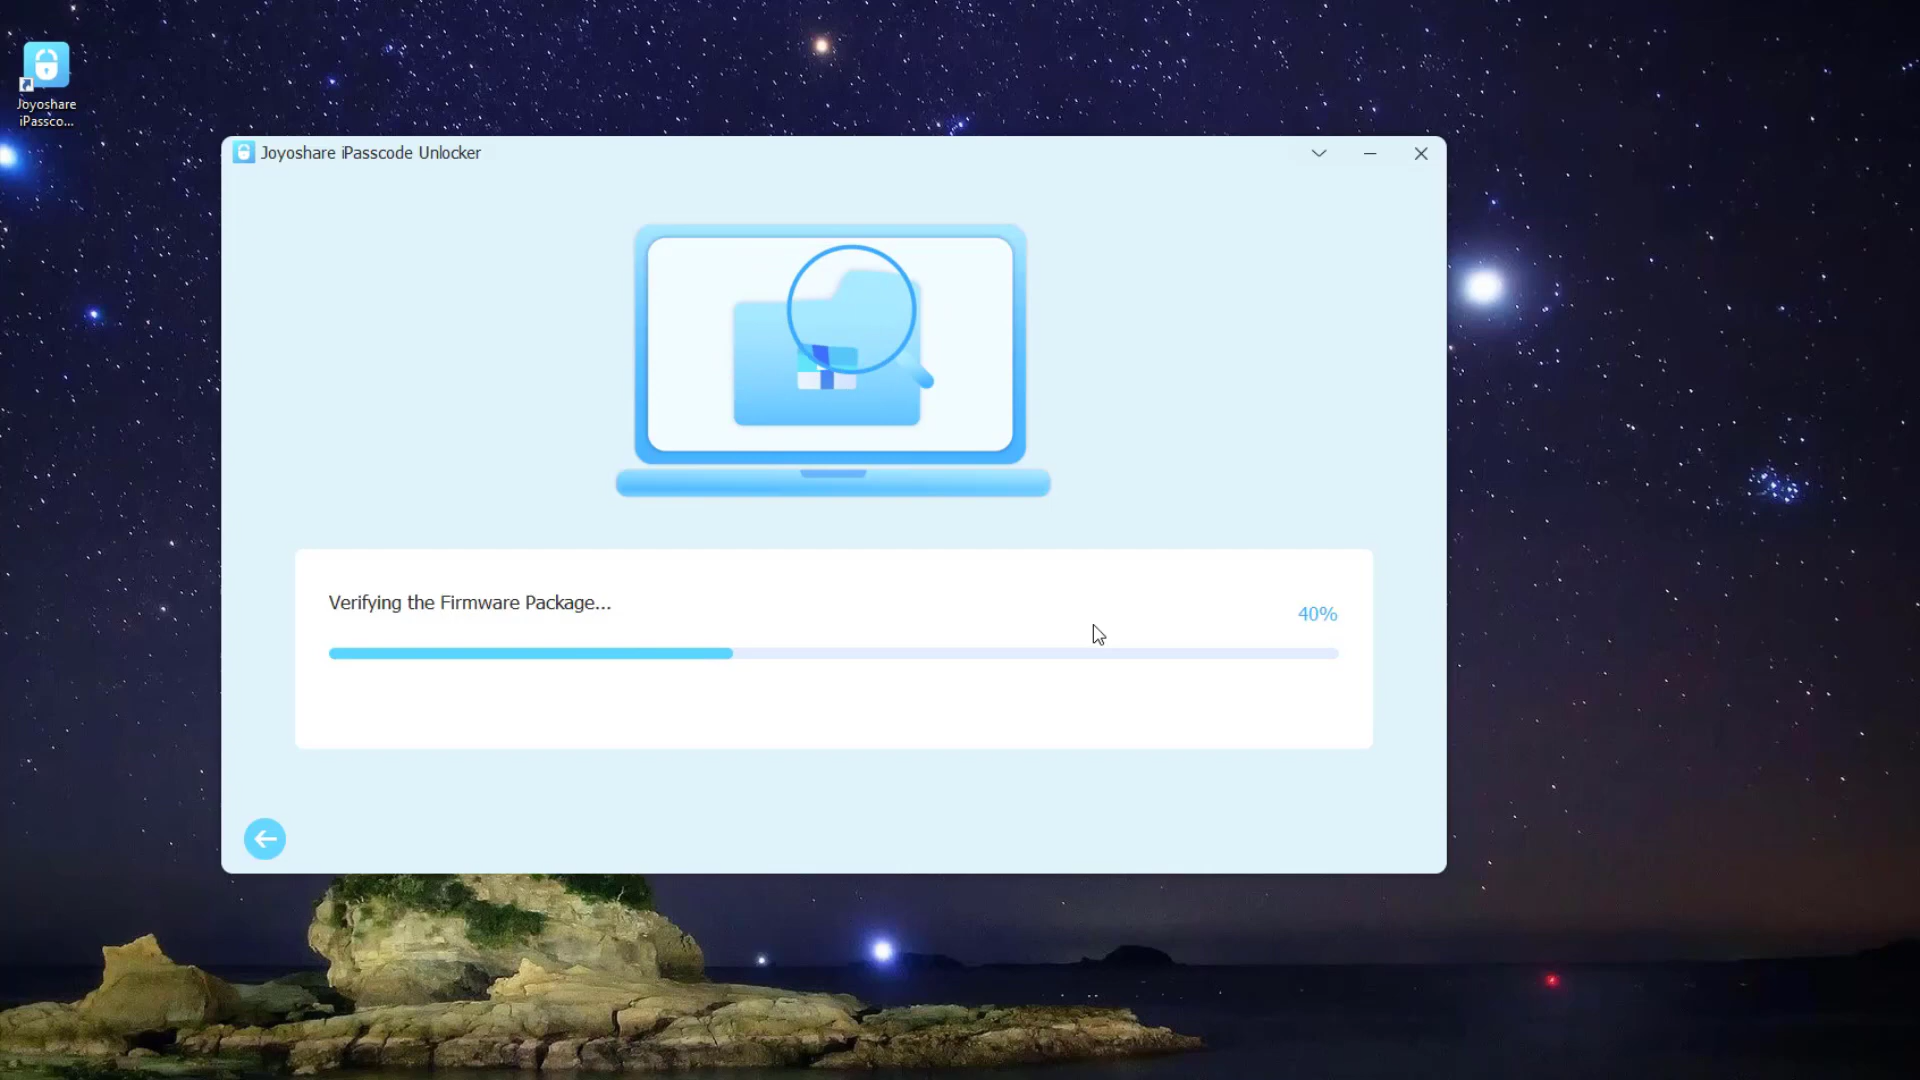 Joyoshare
iPassco...
Joyoshare iPasscode Unlocker
Verifying the Firmware Package...
40%